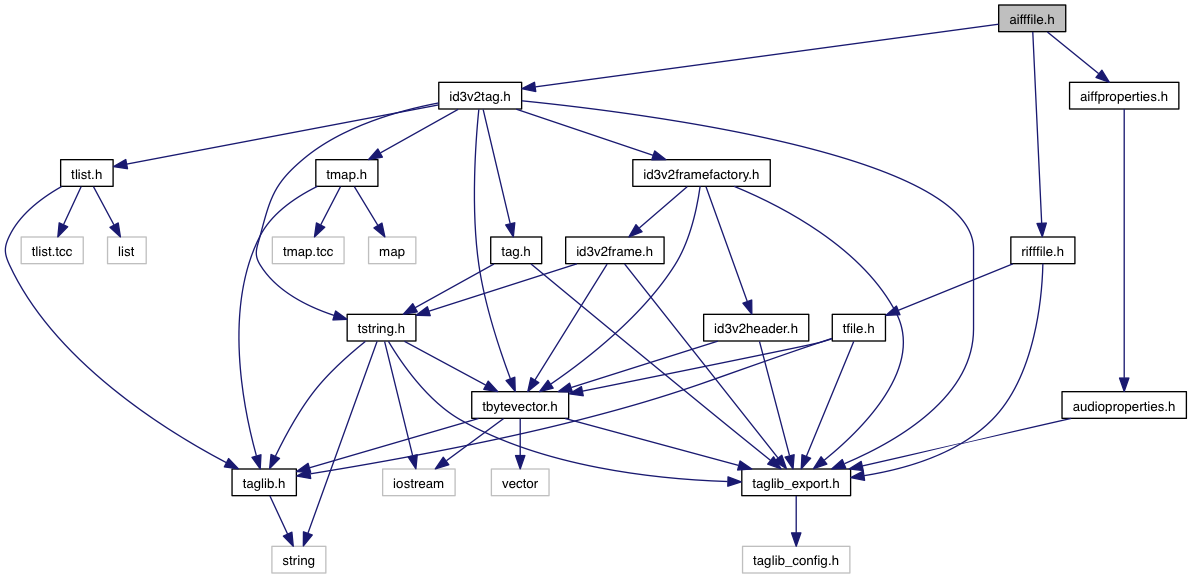 aifffile.h
id3v2tag.h
aiffproperties.h
tlist.h
tmap.h
id3v2framefactory.h
tlist.tcc
list
tmap.tcc
map
tag.h
id3v2frame.h
rifffile.h
tstring.h
id3v2header.h
tfile.h
tbytevector.h
audioproperties.h
taglib.h
iostream
vector
taglib_export.h
string
taglib_config.h